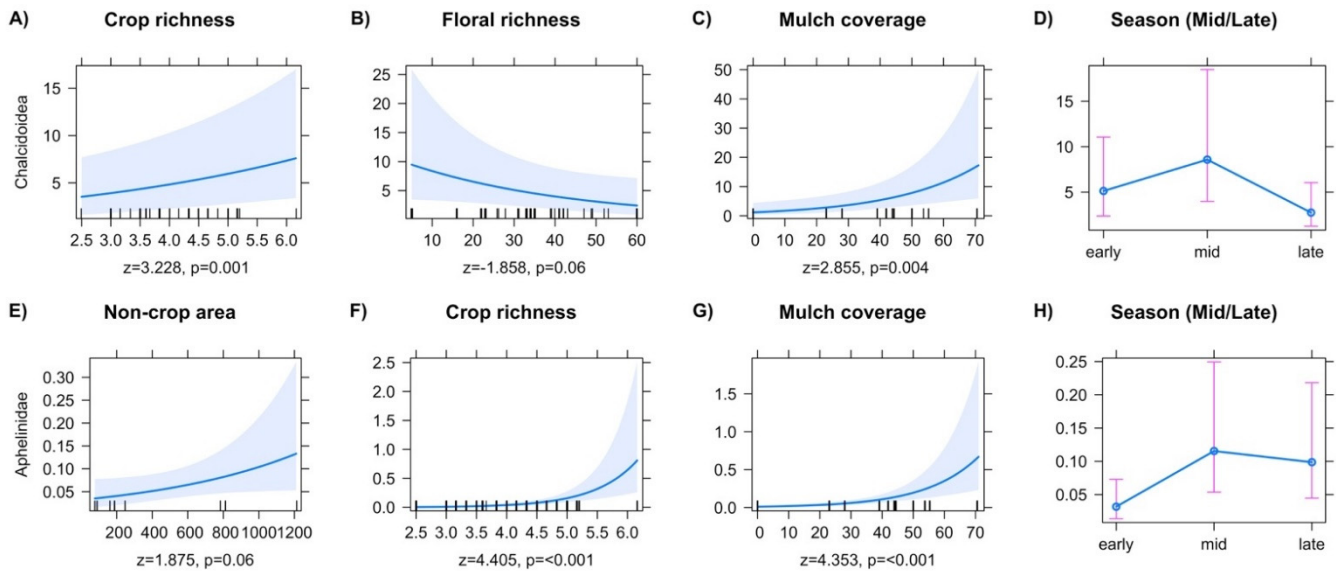 A) Crop richness
B) Floral richness
C) Mulch coverage
D) Season (Mid/Late)
Chalcidoidea
15
10
5
2.5 3.0 3.5 4.0 4.5 5.0 5.5 6.0
z=3.228, p=0.001
25
20
15
10
5
10 20 30 40 50 60
z=-1.858, p=0.06
50
40
30
20
10
0
0 10 20 30 40 50 60 70
z=2.855, p=0.004
15
10
5
early mid late
E) Non-crop area
F) Crop richness
G) Mulch coverage
H) Season (Mid/Late)
Aphelinidae
0.30
0.25
0.20
0.15
0.10
0.05
200 400 600 800 1000 1200
z=1.875, p=0.06
2.5
2.0
1.5
1.0
0.5
0.0
2.5 3.0 3.5 4.0 4.5 5.0 5.5 6.0
z=4.405, p=<0.001
1.5
1.0
0.5
0.0
0 10 20 30 40 50 60 70
z=4.353, p=<0.001
0.25
0.20
0.15
0.10
0.05
early mid late